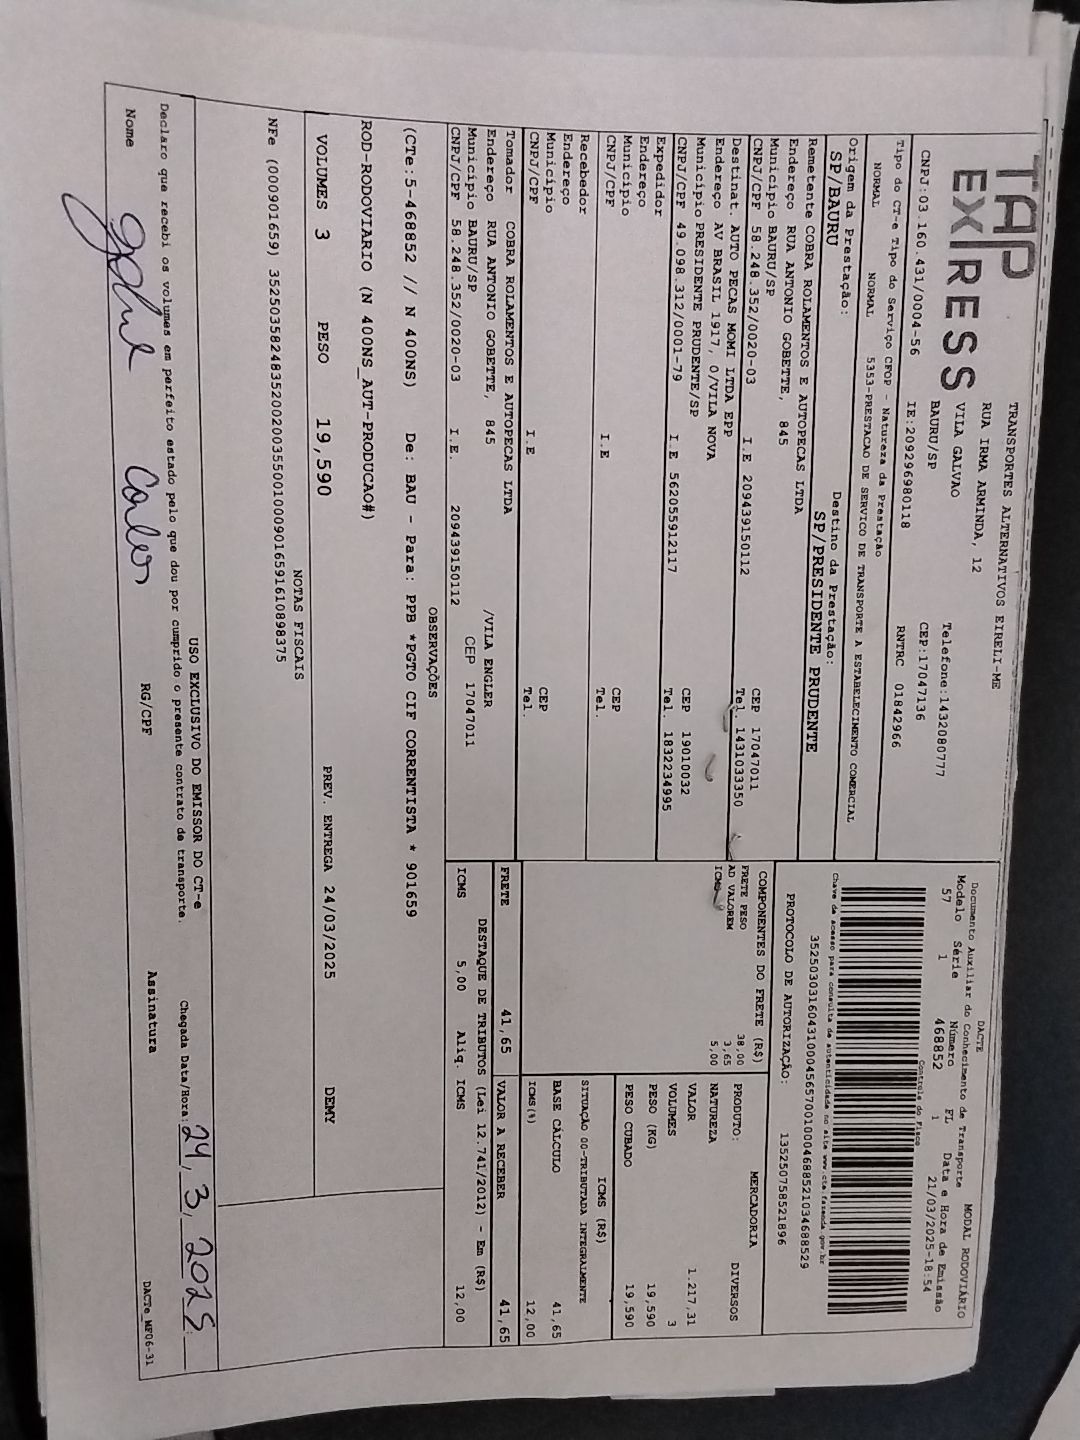 TAP
EXPRESS
TRANSPORTES ALTERNATIVOS EIRELI-ME
RUA IRMA ARMINDA, 12
VILA GALVAO
BAURU/SP
Telefone:1432080777
CEP:17047136
CNPJ:03.160.431/0004-56 IE:209296980118 RNTRC 01842966
Tipo do CT-e Tipo do Serviço CFOP - Natureza da Prestação
NORMAL NORMAL 5353-PRESTACAO DE SERVICO DE TRANSPORTE A ESTABELECIMENTO COMERCIAL
Origem da Prestação: Destino da Prestação:
SP/BAURU SP/PRESIDENTE PRUDENTE
Remetente COBRA ROLAMENTOS E AUTOPECAS LTDA
Endereço RUA ANTONIO GOBETTE, 845
Município BAURU/SP CEP 17047011
CNPJ/CPF 58.248.352/0020-03 I.E 209439150112 Tel. 1431033350
Destinat. AUTO PECAS MOMI LTDA EPP
Endereço AV BRASIL 1917, 0/VILA NOVA
Município PRESIDENTE PRUDENTE/SP CEP 19010032
CNPJ/CPF 49.098.312/0001-79 I.E 562055912117 Tel. 1832234995
Expedidor
Endereço
Município CEP
CNPJ/CPF I.E Tel.
Recebedor
Endereço
Município CEP
CNPJ/CPF I.E Tel.
Tomador COBRA ROLAMENTOS E AUTOPECAS LTDA
Endereço RUA ANTONIO GOBETTE, 845 /VILA ENGLER
Município BAURU/SP CEP 17047011
CNPJ/CPF 58.248.352/0020-03 I.E. 209439150112
DACTE MODAL RODOVIÁRIO
Documento Auxiliar do Conhecimento de Transporte
Modelo Série Número FL Data e Hora de Emissão
57 1 468852 1 21/03/2025-18:54
Controle do Fisco
Chave de acesso para consulta de autenticidade no site www.cte.fazenda.gov.br
35250303160431000456570010004688521034688529
PROTOCOLO DE AUTORIZAÇÃO: 135250758521896
COMPONENTES DO FRETE (R$)
FRETE PESO 38,00
AD VALOREM 3,65
ICMS 5,00
MERCADORIA
PRODUTO: DIVERSOS
NATUREZA
VALOR 1.217,31
VOLUMES 3
PESO (KG) 19,590
PESO CUBADO 19,590
ICMS (R$)
SITUAÇÃO 00-TRIBUTADA INTEGRALMENTE
BASE CÁLCULO 41,65
ICMS(%) 12,00
FRETE 41,65 VALOR A RECEBER 41,65
DESTAQUE DE TRIBUTOS (Lei 12.741/2012) - Em (R$)
ICMS 5,00 Aliq. ICMS 12,00
OBSERVAÇÕES
(CTe:5-468852 // N 400NS) De: BAU - Para: PPB *PGTO CIF CORRENTISTA * 901659
ROD-RODOVIARIO (N 400NS_AUT-PRODUCAO#)
VOLUMES 3 PESO 19,590 PREV. ENTREGA 24/03/2025 DEMY
NOTAS FISCAIS
NFe (000901659) 35250358248352002003550010009016591610898375
USO EXCLUSIVO DO EMISSOR DO CT-e
Declaro que recebi os volumes em perfeito estado pelo que dou por cumprido o presente contrato de transporte. Chegada Data/Hora: 24, 3, 2025
Nome RG/CPF Assinatura
DACTe_MF06-31